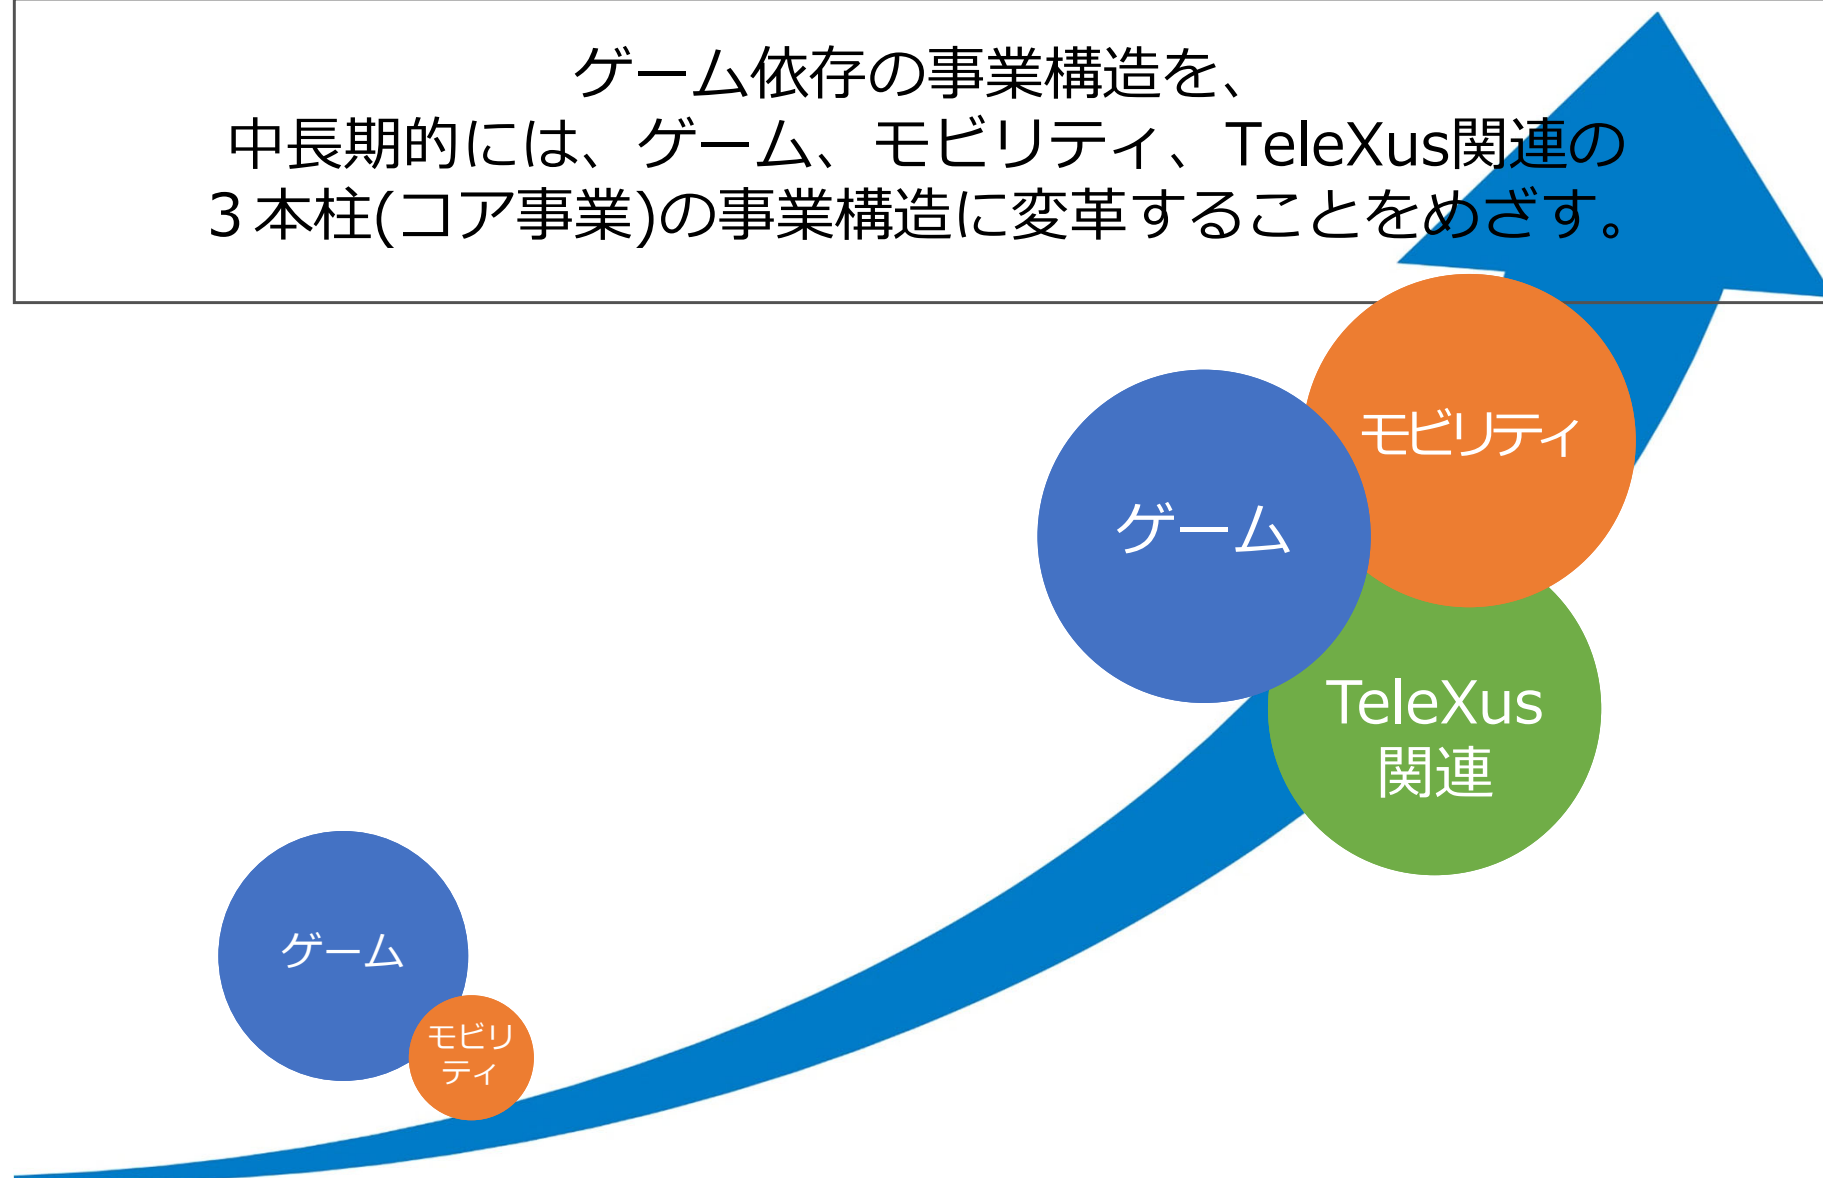 ゲーム依存の事業構造を、
中長期的には、ゲーム、モビリティ、TeleXus関連の
３本柱(コア事業)の事業構造に変革することをめざす。
モビリティ
ゲーム
TeleXus
関連
ゲーム
モビリ
ティ